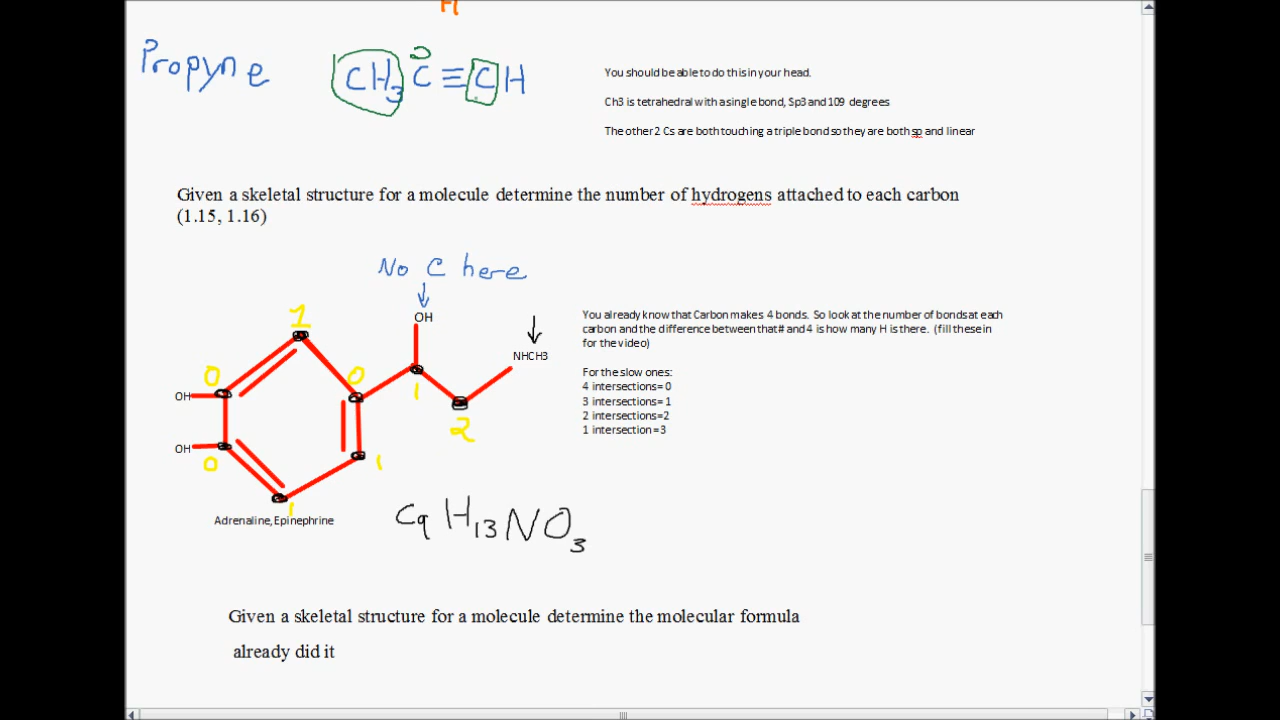 H
Propyne
CH3 C ≡ CH
You should be able to do this in your head.
Ch3 is tetrahedral with a single bond, Sp3 and 109 degrees
The other 2 Cs are both touching a triple bond so they are both sp and linear
Given a skeletal structure for a molecule determine the number of hydrogens attached to each carbon
(1.15, 1.16)
No C here
OH
NHCH3
1
0
0
1
2
OH
OH
0
1
1
You already know that Carbon makes 4 bonds. So look at the number of bonds at each
carbon and the difference between that# and 4 is how many H is there. (fill these in
for the video)
For the slow ones:
4 intersections= 0
3 intersections= 1
2 intersections=2
1 intersection=3
Adrenaline, Epinephrine
C9 H13 N O3
Given a skeletal structure for a molecule determine the molecular formula
already did it